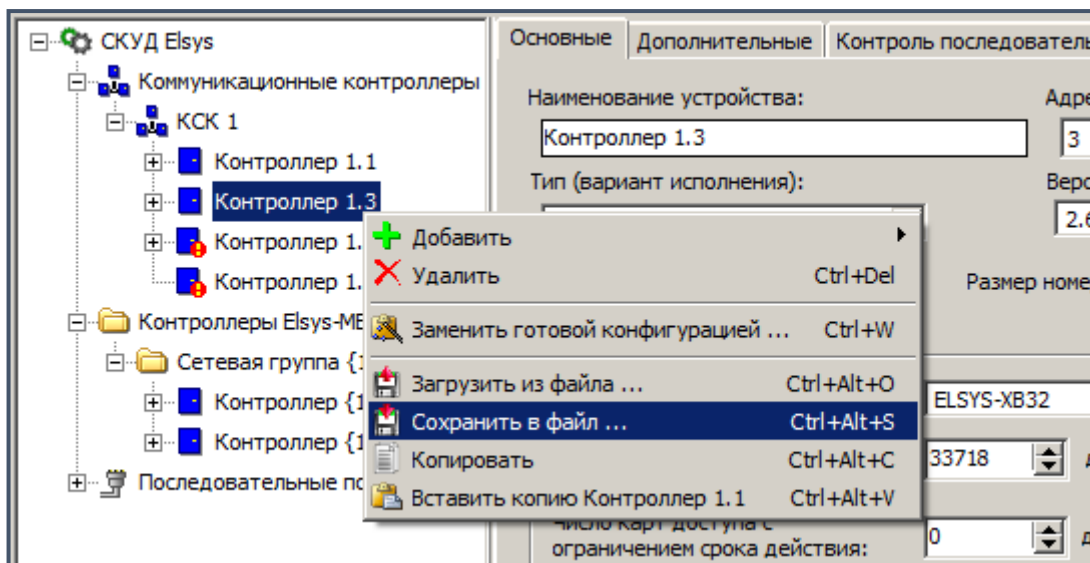 СКУД Elsys
Коммуникационные контроллеры
КСК 1
Контроллер 1.1
Контроллер 1.3
Контроллер 1.
Контроллер 1.
Контроллеры Elsys-MB
Сетевая группа {1
Контроллер {1
Контроллер {1
Последовательные по
Основные Дополнительные Контроль последователь
Наименование устройства: Адре
Контроллер 1.3 3
Тип (вариант исполнения): Верс
2.6
Добавить
Удалить Ctrl+Del
Размер номе
Заменить готовой конфигурацией ... Ctrl+W
Загрузить из файла ... Ctrl+Alt+O
ELSYS-XB32
Сохранить в файл ... Ctrl+Alt+S
Копировать Ctrl+Alt+C
33718
Вставить копию Контроллер 1.1 Ctrl+Alt+V
Число карт доступа с
ограничением срока действия: 0